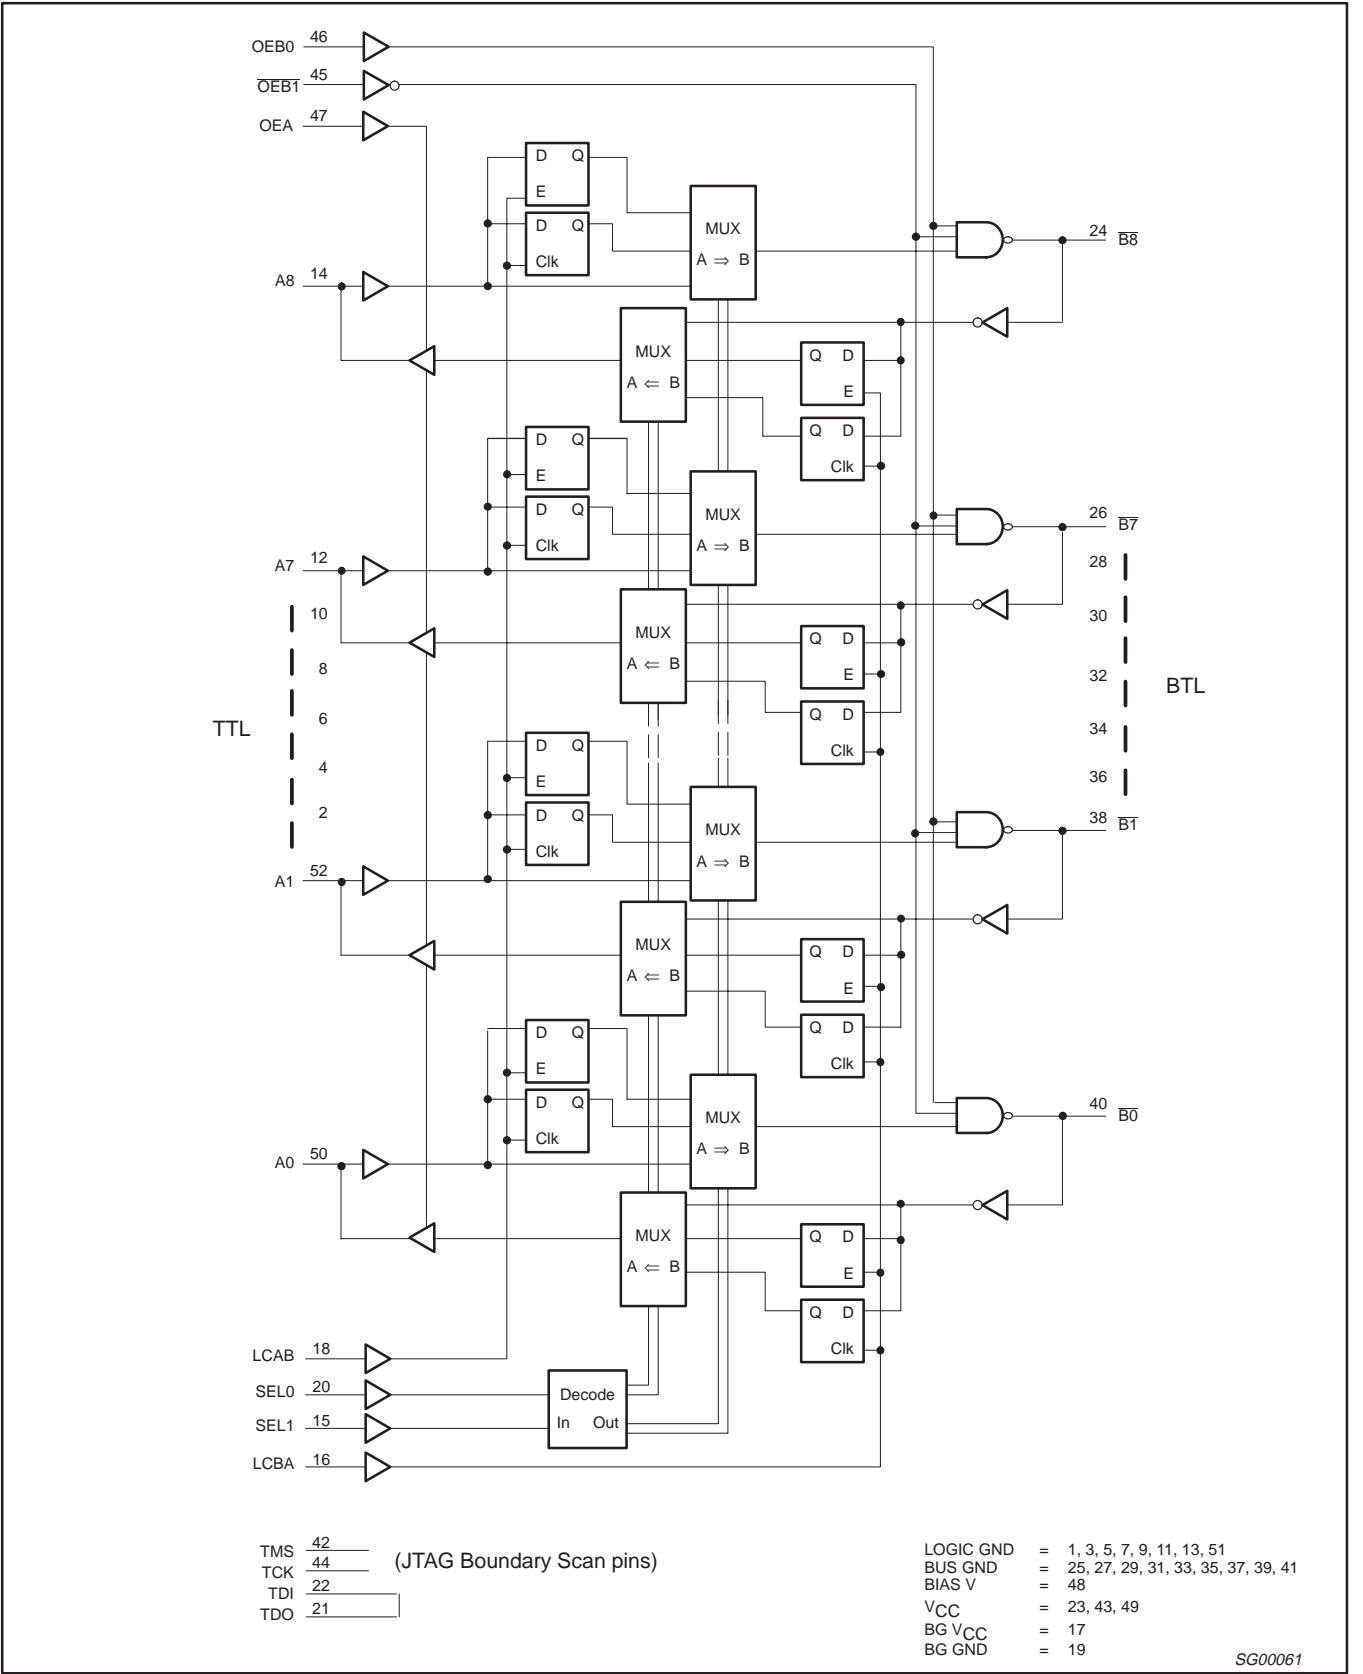 OEB0 46
OEB1 45
OEA 47
D Q
E
MUX
A ⇒ B
D Q
Clk
24 B8
A8 14
MUX
A ⇐ B
Q D
E
Q D
Clk
D Q
E
MUX
A ⇒ B
D Q
Clk
26 B7
A7 12
28
10
30
MUX
A ⇐ B
Q D
E
8
32
BTL
Q D
Clk
6
34
TTL
D Q
E
4
36
MUX
A ⇒ B
D Q
Clk
2
38 B1
A1 52
MUX
A ⇐ B
Q D
E
Q D
Clk
D Q
E
MUX
A ⇒ B
D Q
Clk
40 B0
A0 50
MUX
A ⇐ B
Q D
E
Q D
Clk
LCAB 18
SEL0 20
Decode
SEL1 15
In Out
LCBA 16
TMS 42
TCK 44
(JTAG Boundary Scan pins)
TDI 22
TDO 21
LOGIC GND = 1, 3, 5, 7, 9, 11, 13, 51
BUS GND = 25, 27, 29, 31, 33, 35, 37, 39, 41
BIAS V = 48
VCC = 23, 43, 49
BG VCC = 17
BG GND = 19
SG00061